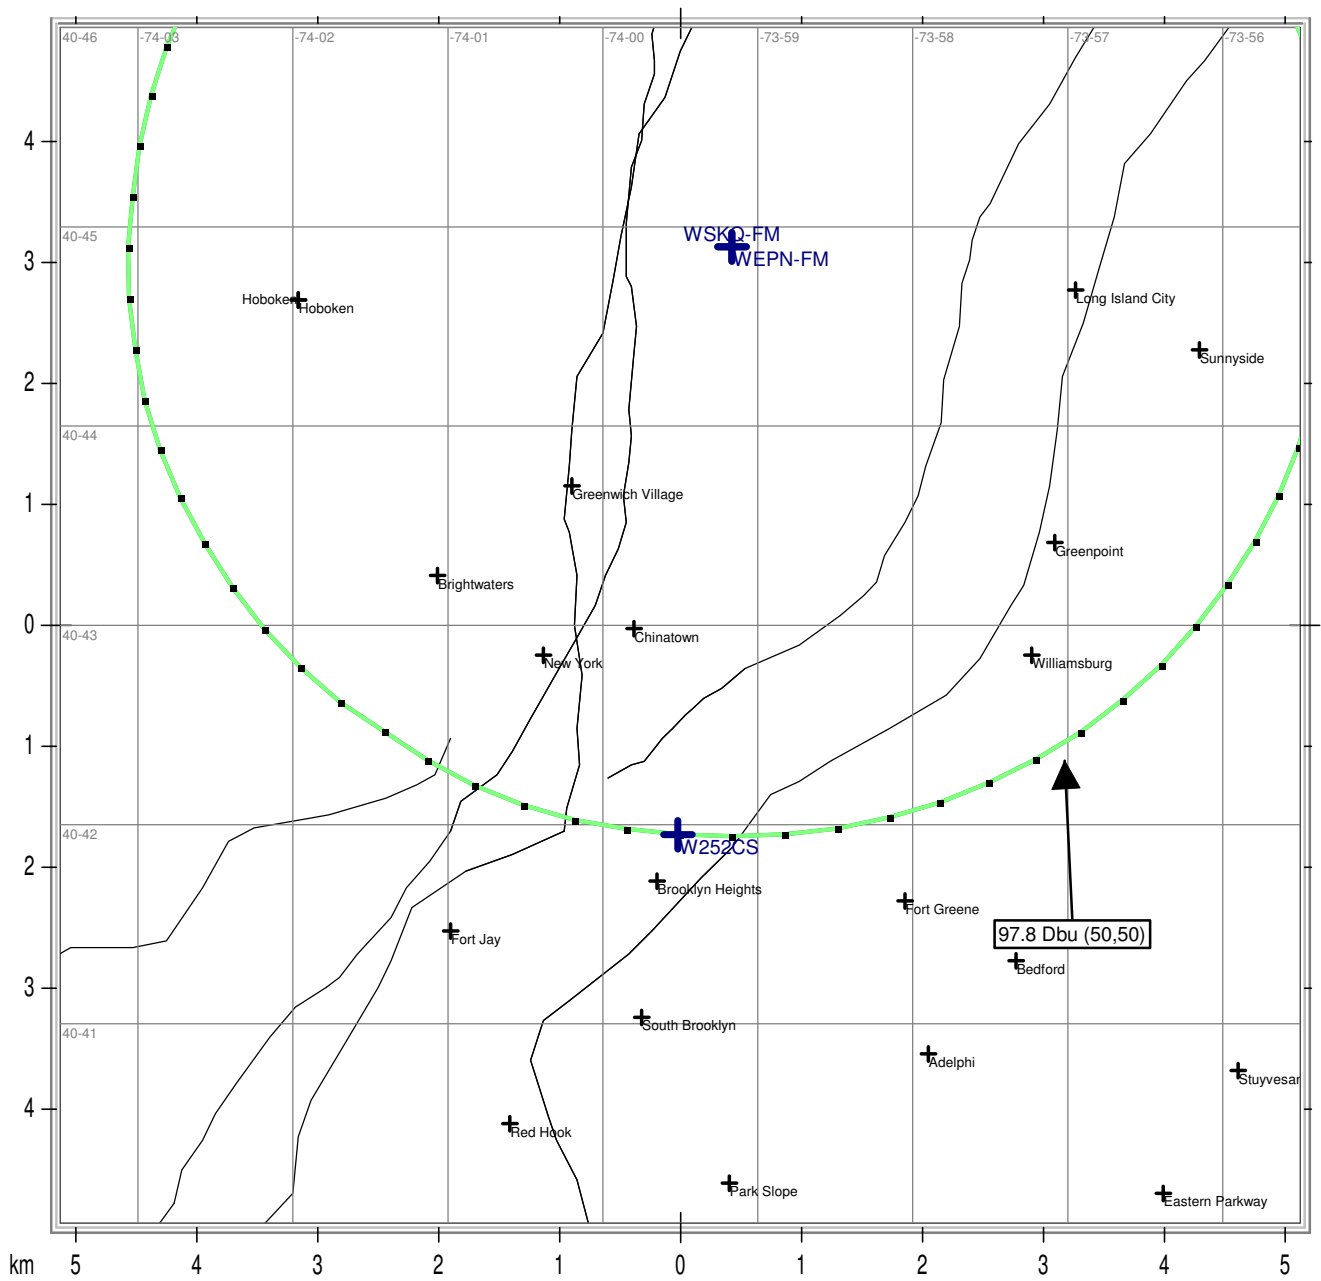 40-46
-74-03
-74-02
-74-01
-74-00
-73-59
-73-58
-73-57
-73-56
4
WSKQ-FM
40-45
WEPN-FM
3
Hoboken
Hoboken
Long Island City
Sunnyside
2
40-44
Greenwich Village
1
Greenpoint
Brightwaters
0
40-43
Chinatown
New York
Williamsburg
1
40-42
W252CS
2
Brooklyn Heights
Fort Greene
97.8 Dbu (50,50)
Fort Jay
Bedford
3
South Brooklyn
40-41
Adelphi
Stuyvesar
4
Red Hook
Park Slope
Eastern Parkway
km 5 4 3 2 1 0 1 2 3 4 5